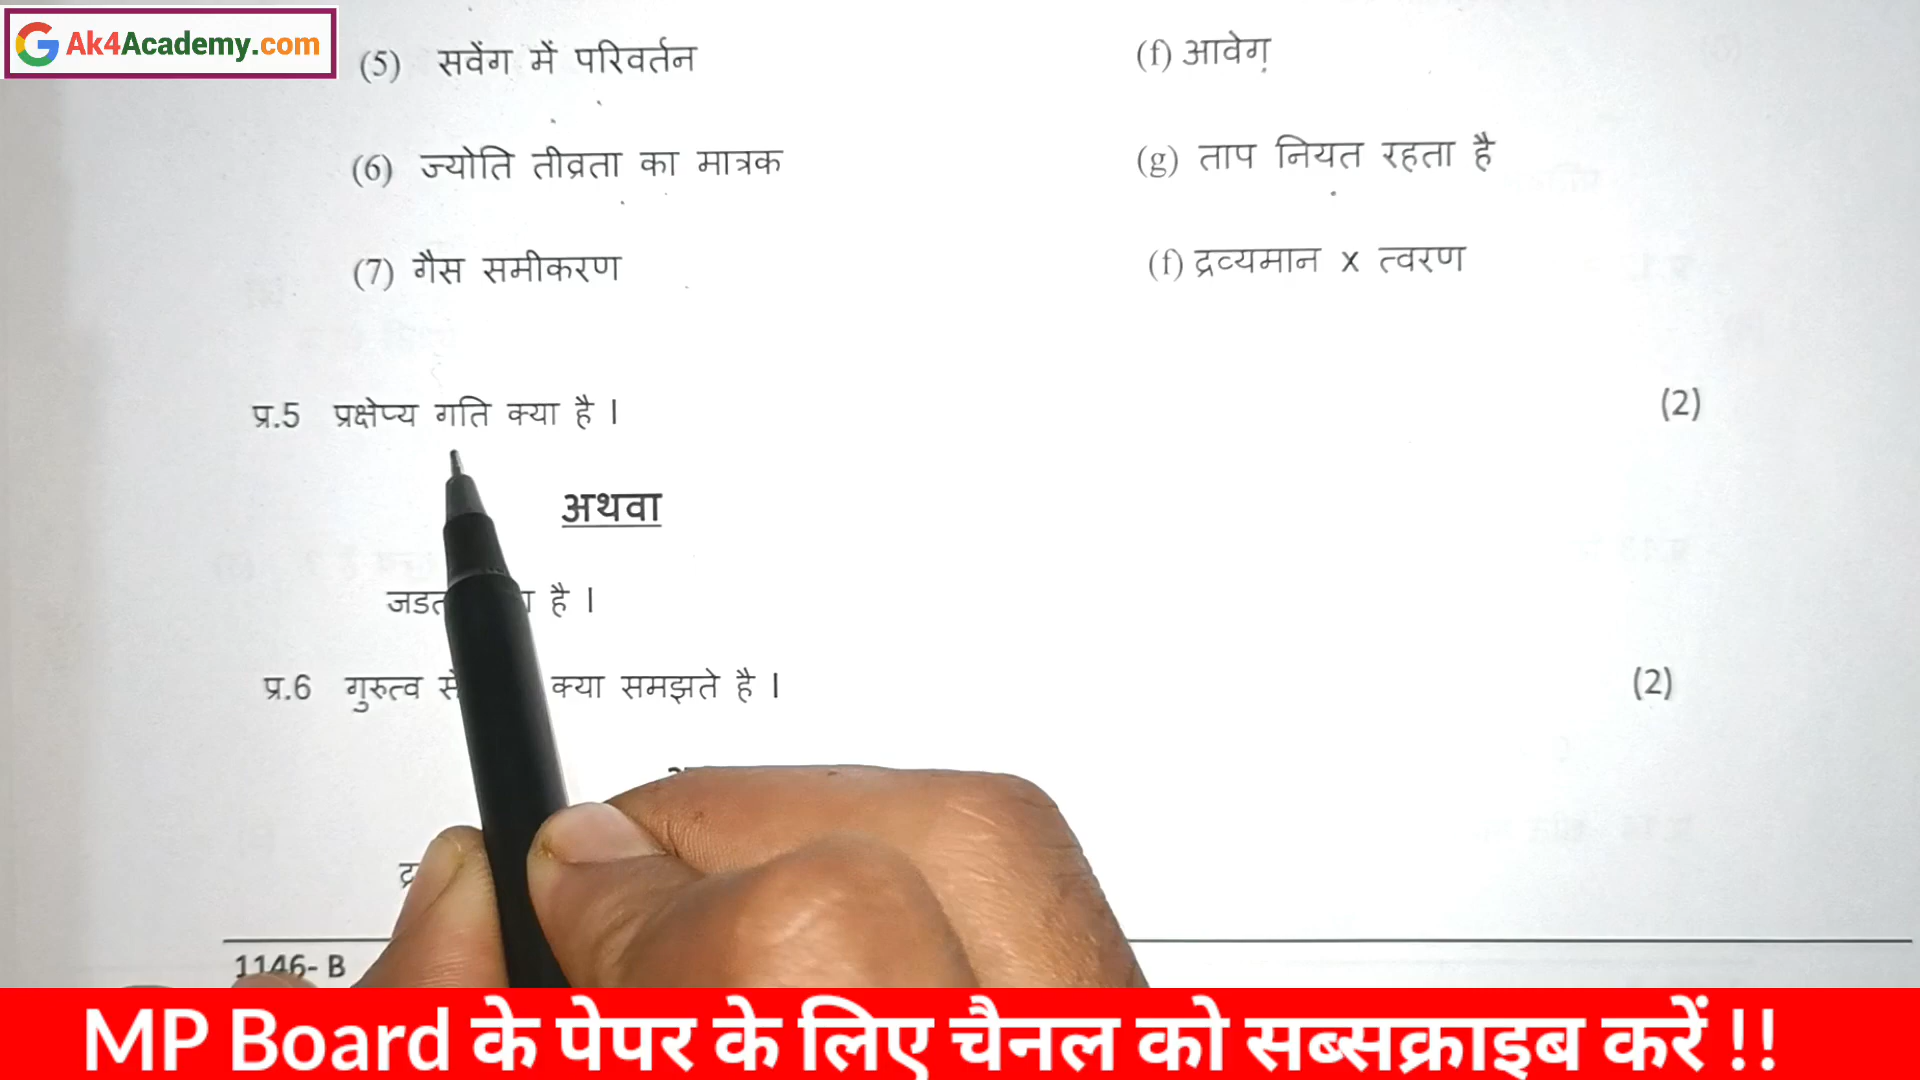 Ak4Academy.com
(5) सवेंग में परिवर्तन (f) आवेग़
(6) ज्योति तीव्रता का मात्रक (g) ताप नियत रहता है
(7) गैस समीकरण (f) द्रव्यमान x त्वरण
प्र.5 प्रक्षेप्य गति क्या है । (2)
अथवा
है ।
प्र.6 गुरुत्व क्या समझते है । (2)
1146- B
MP Board के पेपर के लिए चैनल को सब्सक्राइब करें !!